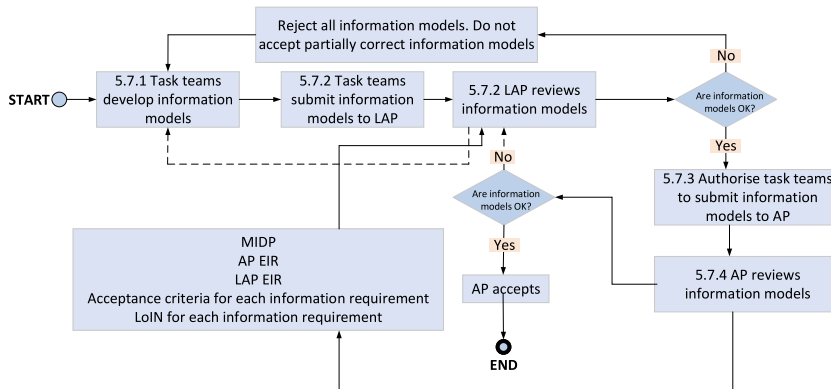 Reject all information models. Do not
accept partially correct information models
No
START
5.7.1 Task teams
develop information
models
5.7.2 Task teams
submit information
models to LAP
5.7.2 LAP reviews
information models
Are information
models OK?
Yes
No
Are information
models OK?
5.7.3 Authorise task teams
to submit information
models to AP
MIDP
AP EIR
LAP EIR
Acceptance criteria for each information requirement
LoIN for each information requirement
Yes
5.7.4 AP reviews
information models
AP accepts
END